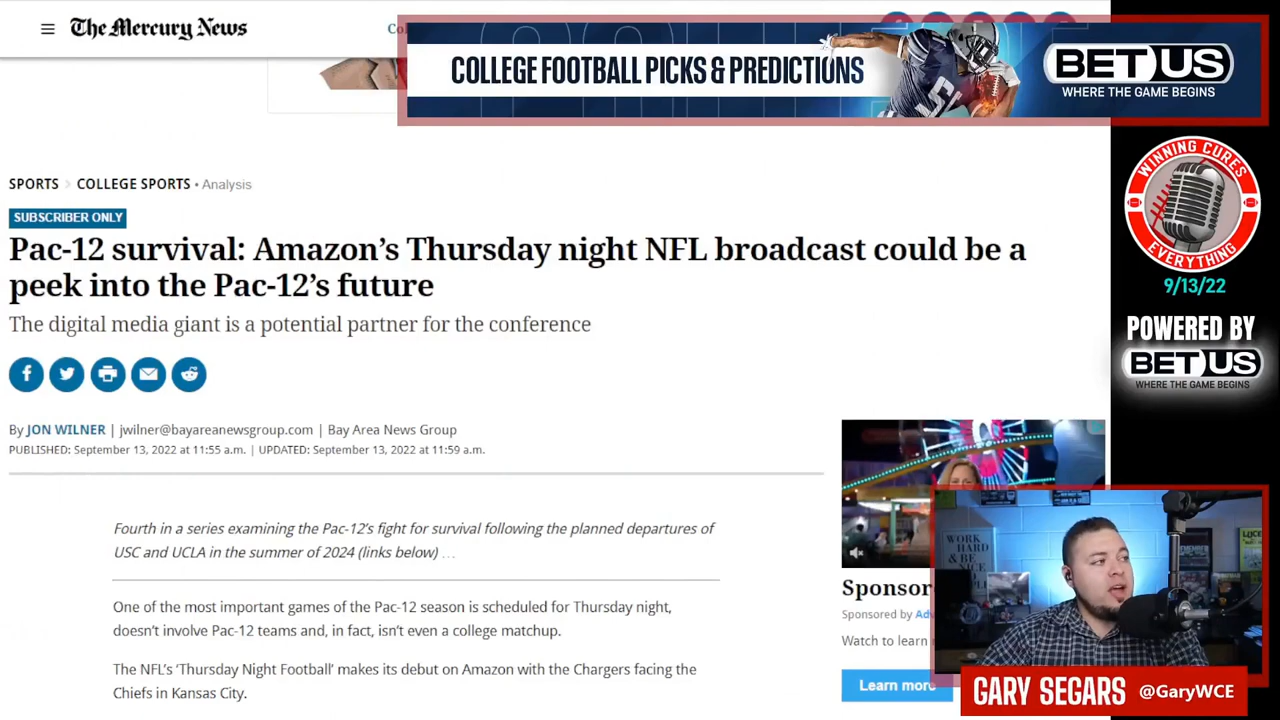 The Mercury News
COLLEGE FOOTBALL PICKS & PREDICTIONS
BETUS
WHERE THE GAME BEGINS
SPORTS > COLLEGE SPORTS • Analysis
SUBSCRIBER ONLY
Pac-12 survival: Amazon’s Thursday night NFL broadcast could be a
peek into the Pac-12’s future
The digital media giant is a potential partner for the conference
By JON WILNER | jwilner@bayareanewsgroup.com | Bay Area News Group
PUBLISHED: September 13, 2022 at 11:55 a.m. | UPDATED: September 13, 2022 at 11:59 a.m.
Fourth in a series examining the Pac-12’s fight for survival following the planned departures of
USC and UCLA in the summer of 2024 (links below) …
One of the most important games of the Pac-12 season is scheduled for Thursday night,
doesn’t involve Pac-12 teams and, in fact, isn’t even a college matchup.
The NFL’s ‘Thursday Night Football’ makes its debut on Amazon with the Chargers facing the
Chiefs in Kansas City.
Sponsor
Sponsored by
Watch to learn
Learn more
WINNING CURES
EVERYTHING
9/13/22
POWERED BY
BETUS
WHERE THE GAME BEGINS
WORK
HARD &
GARY SEGARS @GaryWCE